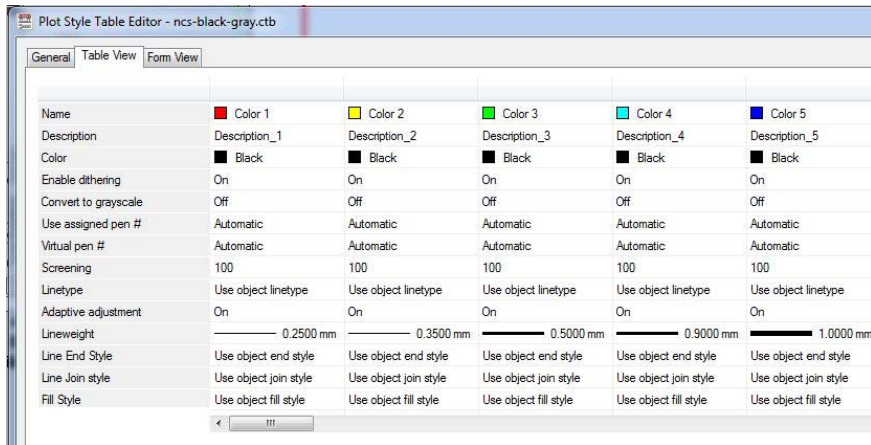 Plot Style Table Editor - ncs-black-gray.ctb
General Table View Form View
Name Color 1 Color 2 Color 3 Color 4 Color 5
Description Description_1 Description_2 Description_3 Description_4 Description_5
Color Black Black Black Black Black
Enable dithering On On On On On
Convert to grayscale Off Off Off Off Off
Use assigned pen # Automatic Automatic Automatic Automatic Automatic
Virtual pen # Automatic Automatic Automatic Automatic Automatic
Screening 100 100 100 100 100
Linetype Use object linetype Use object linetype Use object linetype Use object linetype Use object linetype
Adaptive adjustment On On On On On
Lineweight 0.2500 mm 0.3500 mm 0.5000 mm 0.9000 mm 1.0000 mm
Line End Style Use object end style Use object end style Use object end style Use object end style Use object end style
Line Join style Use object join style Use object join style Use object join style Use object join style Use object join style
Fill Style Use object fill style Use object fill style Use object fill style Use object fill style Use object fill style